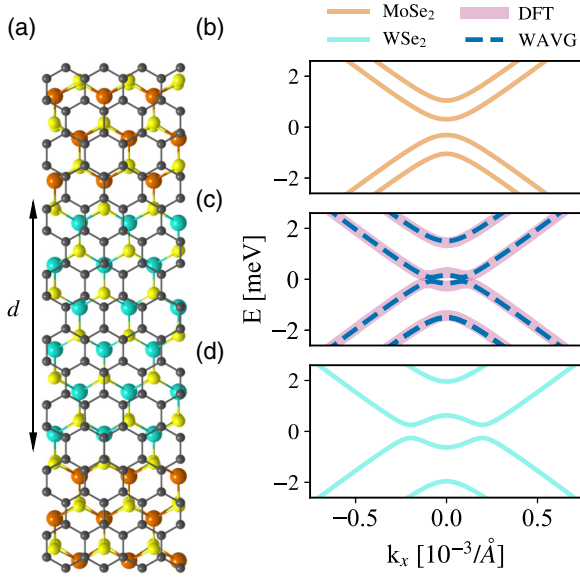 (a)
(b)
MoSe₂
DFT
WSe₂
WAVG
2
0
−2
(c)
2
0
−2
E [meV]
d
(d)
2
0
−2
−0.5
0.0
0.5
kₓ [10⁻³/Å]